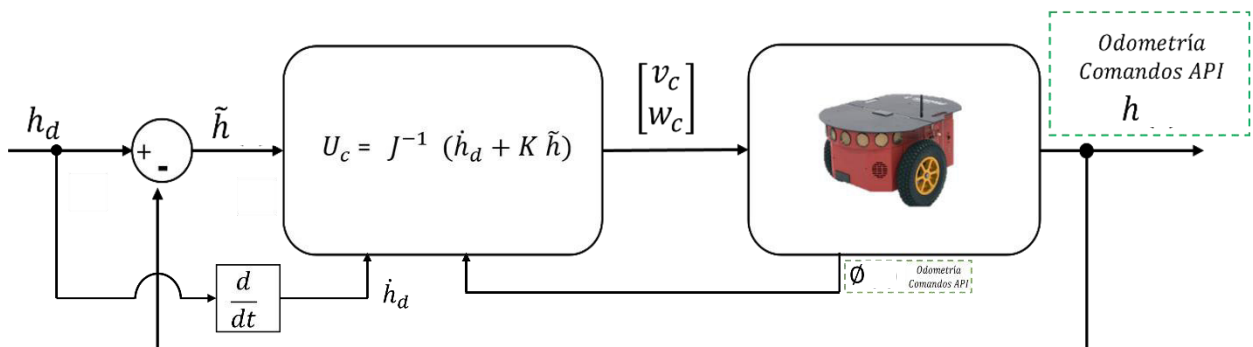 h_d
+
-
h̃
U_c = J⁻¹ (ḣ_d + K h̃)
[v_c
w_c]
Odometría
Comandos API
h
d
dt
ḣ_d
∅
Odometría
Comandos API